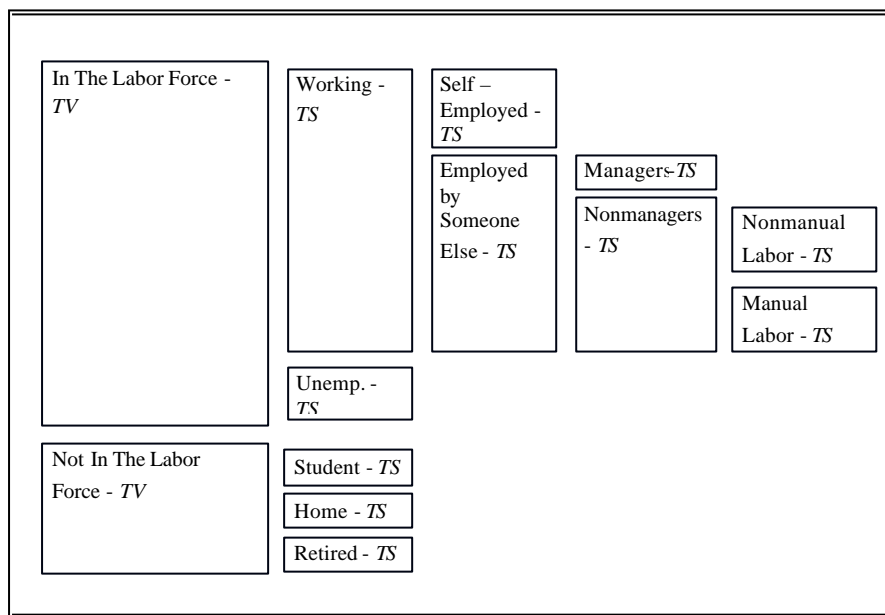 In The Labor Force -
TV
Working -
TS
Self –
Employed -
TS
Employed
by
Someone
Else - TS
Managers-TS
Nonmanagers
- TS
Nonmanual
Labor - TS
Manual
Labor - TS
Unemp. -
TS
Not In The Labor
Force - TV
Student - TS
Home - TS
Retired - TS